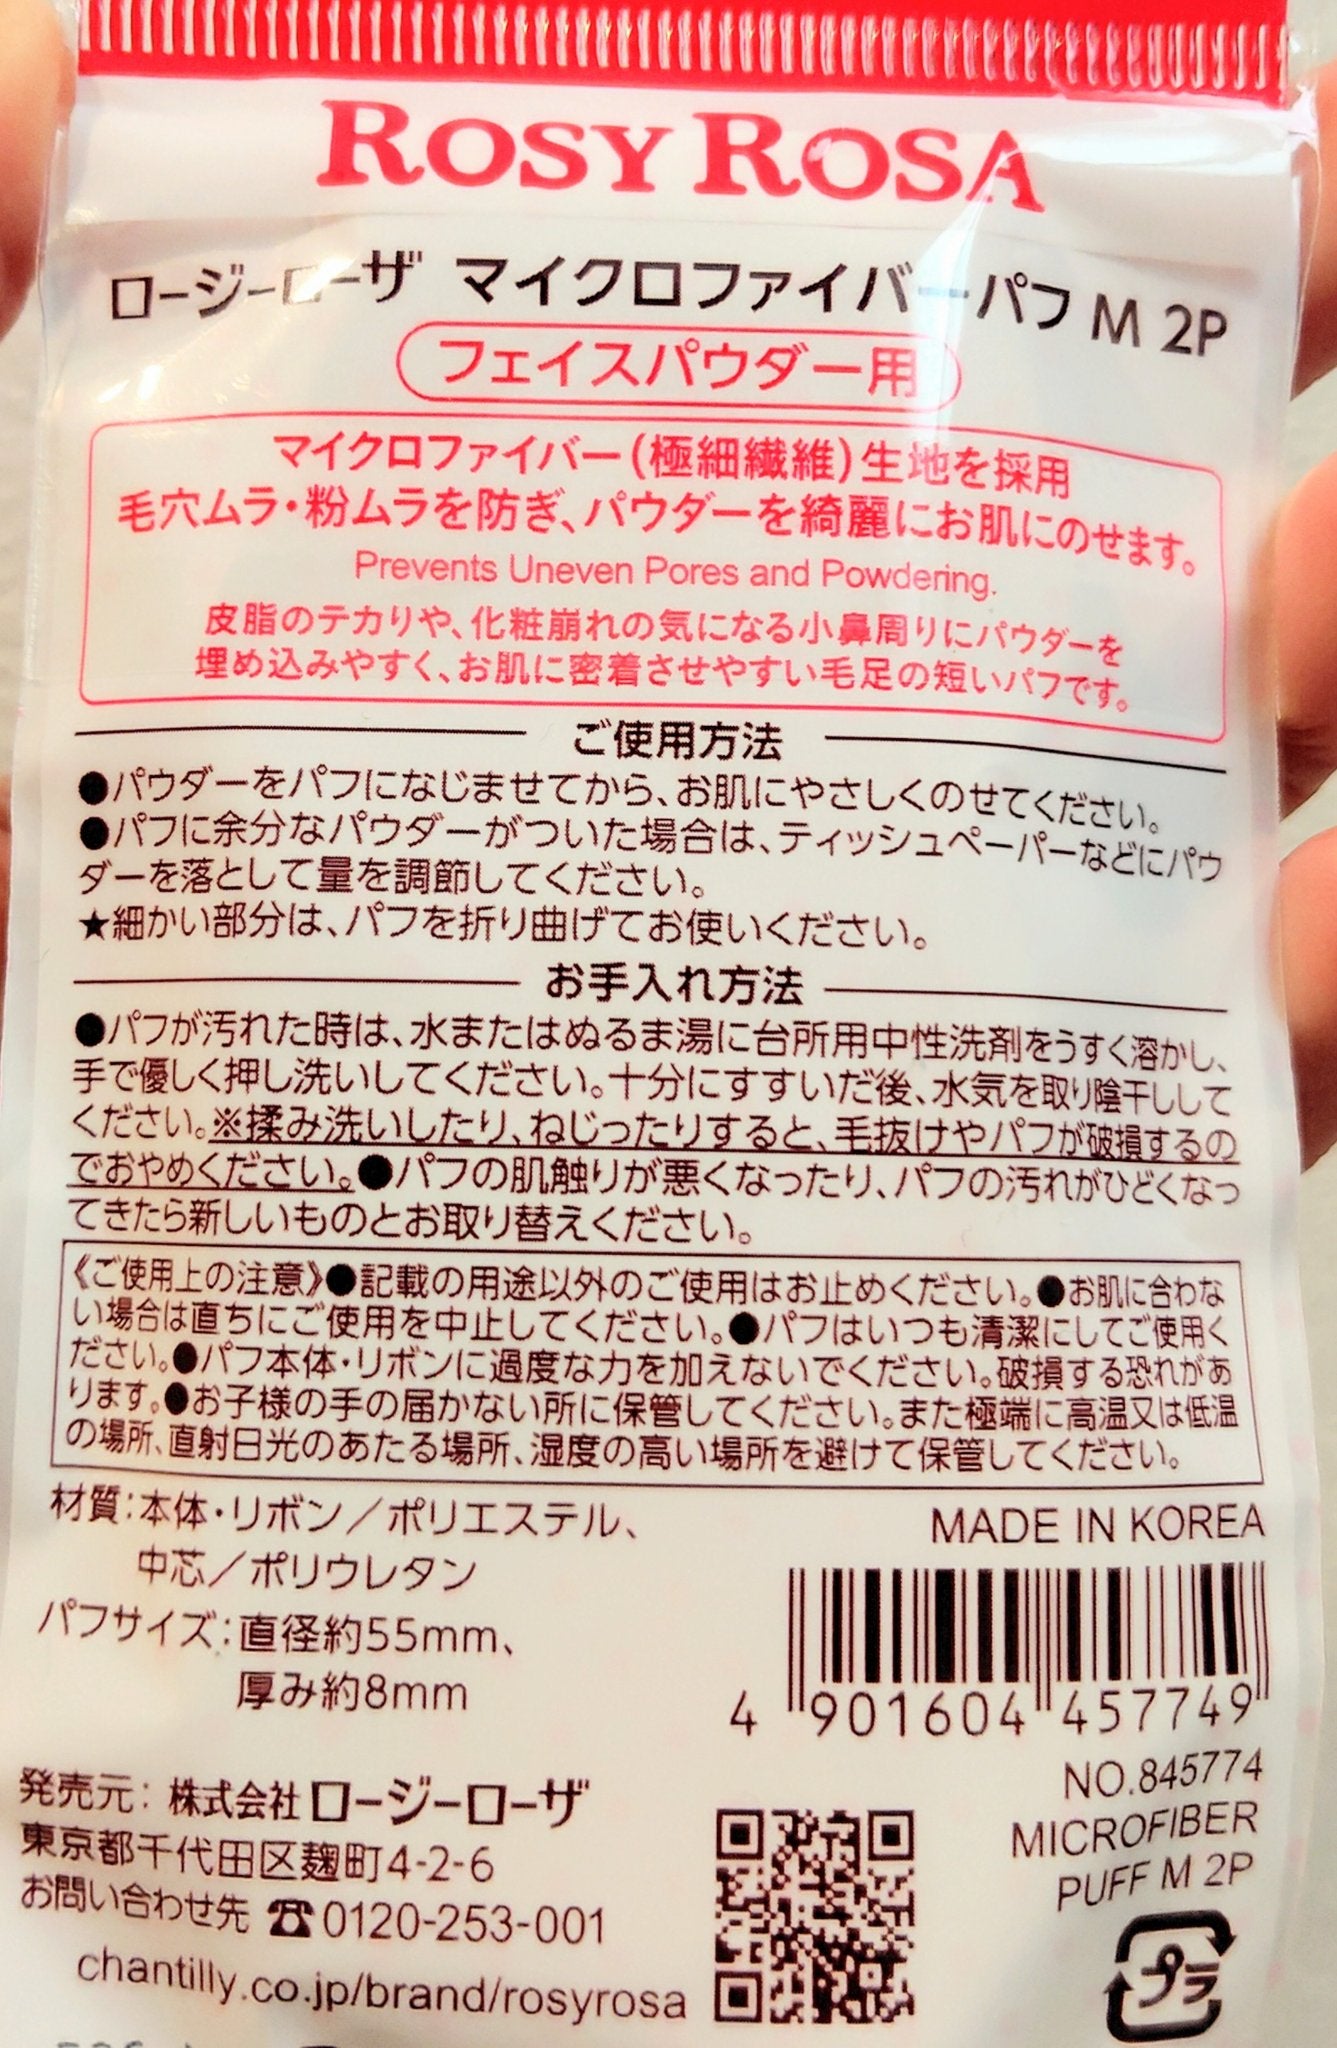 ROSY ROSA
ロージーローザ マイクロファイバーパフ M 2P
フェイスパウダー用
マイクロファイバー(極細繊維)生地を採用
毛穴ムラ・粉ムラを防ぎ、パウダーを綺麗にお肌にのせます。
Prevents Uneven Pores and Powdering.
皮脂のテカりや、化粧崩れの気になる小鼻周りにパウダーを
埋め込みやすく、お肌に密着させやすい毛足の短いパフです。
ご使用方法
●パウダーをパフになじませてから、お肌にやさしくのせてください。
●パフに余分なパウダーがついた場合は、ティッシュペーパーなどにパウ
ダーを落として量を調節してください。
★細かい部分は、パフを折り曲げてお使いください。
お手入れ方法
●パフが汚れた時は、水またはぬるま湯に台所用中性洗剤をうすく溶かし、
手で優しく押し洗いしてください。十分にすすいだ後、水気を取り陰干しして
ください。※揉み洗いしたり、ねじったりすると、毛抜けやパフが破損するの
でおやめください。●パフの肌触りが悪くなったり、パフの汚れがひどくなっ
てきたら新しいものとお取り替えください。
《ご使用上の注意》●記載の用途以外のご使用はお止めください。●お肌に合わな
い場合は直ちにご使用を中止してください。●パフはいつも清潔にしてご使用く
ださい。●パフ本体・リボンに過度な力を加えないでください。破損する恐れがあ
ります。●お子様の手の届かない所に保管してください。また極端に高温又は低温
の場所、直射日光のあたる場所、湿度の高い場所を避けて保管してください。
材質:本体・リボン/ポリエステル、
中芯/ポリウレタン
パフサイズ:直径約55mm、
厚み約8mm
MADE IN KOREA
4 901604 457749
NO.845774
MICROFIBER
PUFF M 2P
発売元: 株式会社ロージーローザ
東京都千代田区麹町4-2-6
お問い合わせ先 ☎0120-253-001
chantilly.co.jp/brand/rosyrosa
プラ